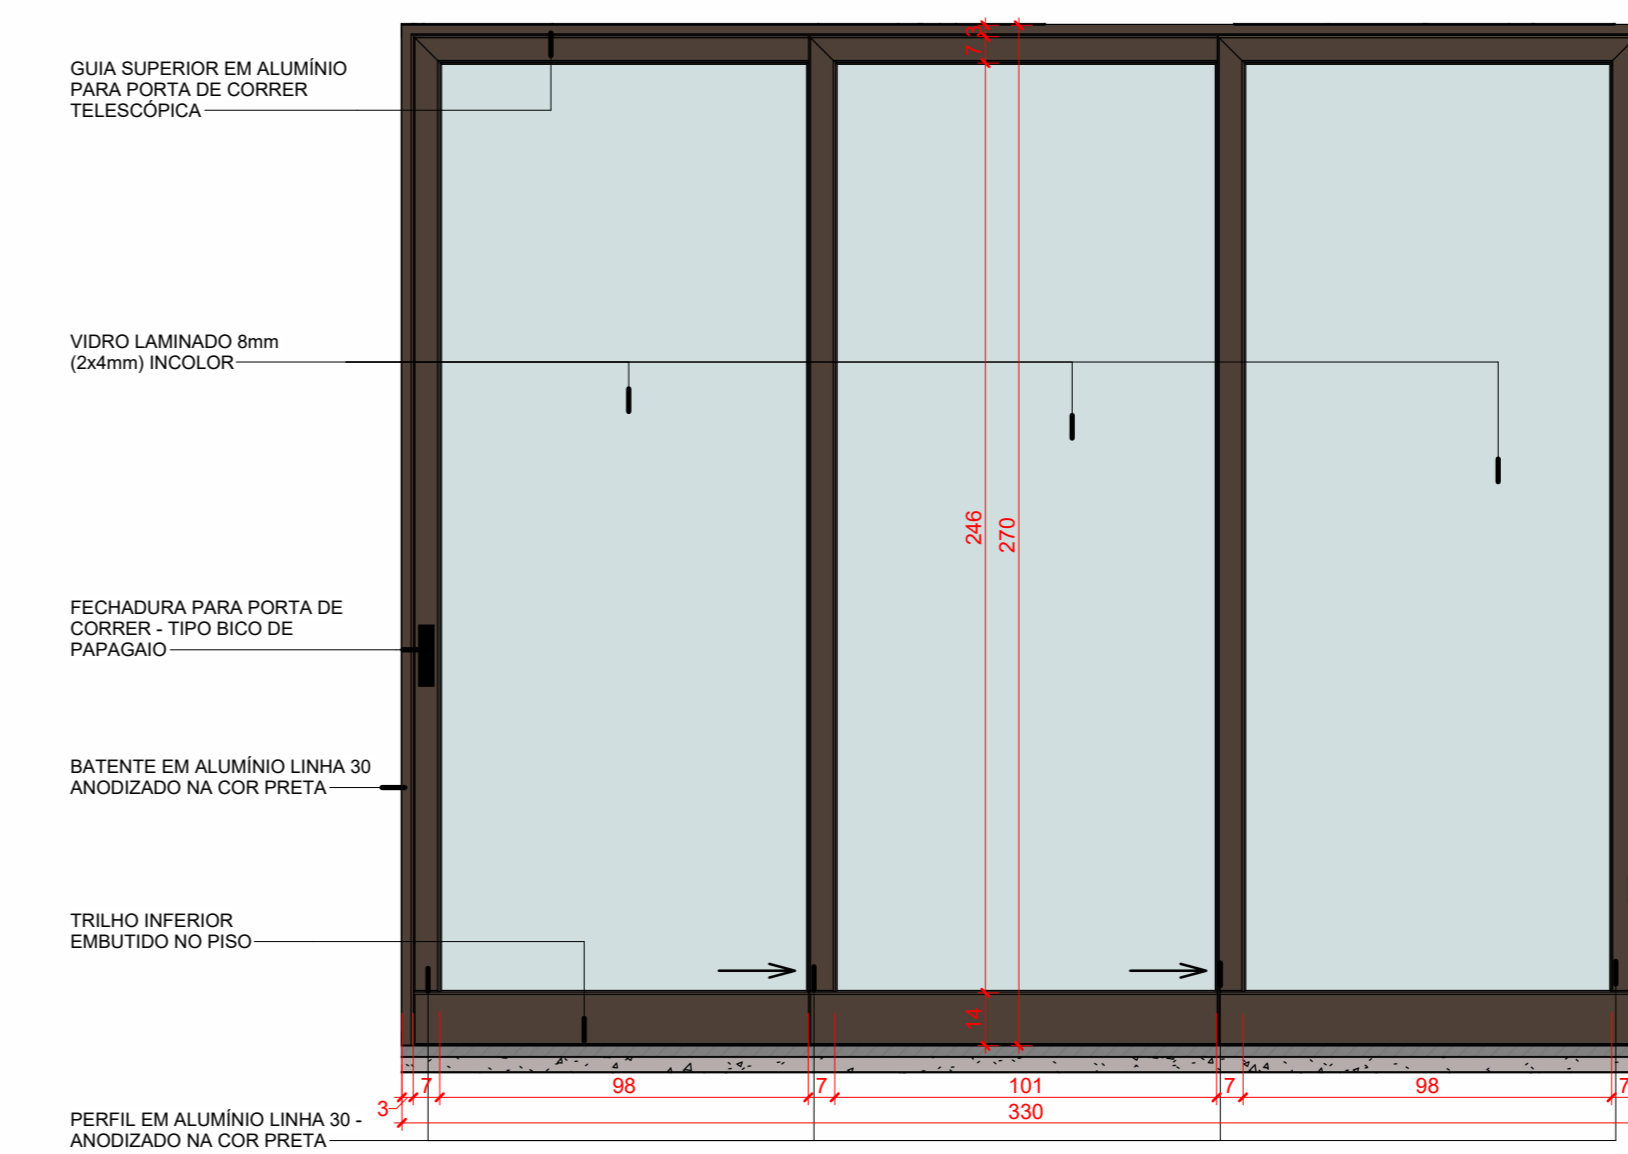 GUIA SUPERIOR EM ALUMÍNIO
PARA PORTA DE CORRER
TELESCÓPICA
VIDRO LAMINADO 8mm
(2x4mm) INCOLOR
FECHADURA PARA PORTA DE
CORRER - TIPO BICO DE
PAPAGAIO
BATENTE EM ALUMÍNIO LINHA 30
ANODIZADO NA COR PRETA
TRILHO INFERIOR
EMBUTIDO NO PISO
PERFIL EM ALUMÍNIO LINHA 30 -
ANODIZADO NA COR PRETA
3
7
246
270
14
3
7
98
7
101
7
98
7
330